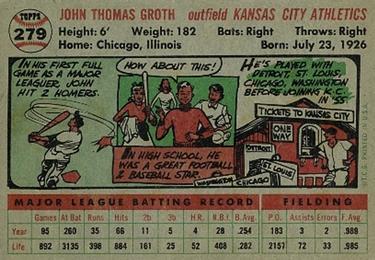 TOPPS
279
JOHN THOMAS GROTH outfield KANSAS CITY ATHLETICS
Height: 6' Weight: 182 Bats: Right Throws: Right
Home: Chicago, Illinois Born: July 23, 1926
IN HIS FIRST FULL
GAME AS A MAJOR
LEAGUER, JOHN
HIT 2 HOMERS.
HOW ABOUT THIS!
IN HIGH SCHOOL, HE
WAS A GREAT FOOTBALL
& BASEBALL STAR.
HE'S PLAYED WITH
DETROIT, ST. LOUIS,
CHICAGO, WASHINGTON
BEFORE JOINING K.C.
IN '55.
TICKETS TO KANSAS CITY
ONE
WAY
DETROIT
ST. LOUIS
WASHINGTON
CHICAGO
PRINTED IN U.S.A.
MAJOR LEAGUE BATTING RECORD FIELDING
Games At Bat Runs Hits 2b 3b H.R. R.B.I. B. Avg. P.O. Assists Errors F. Avg.
Year 95 260 35 66 11 5 4 28 .254 183 3 2 .989
Life 892 3135 398 884 161 25 52 408 .282 2157 72 33 .985